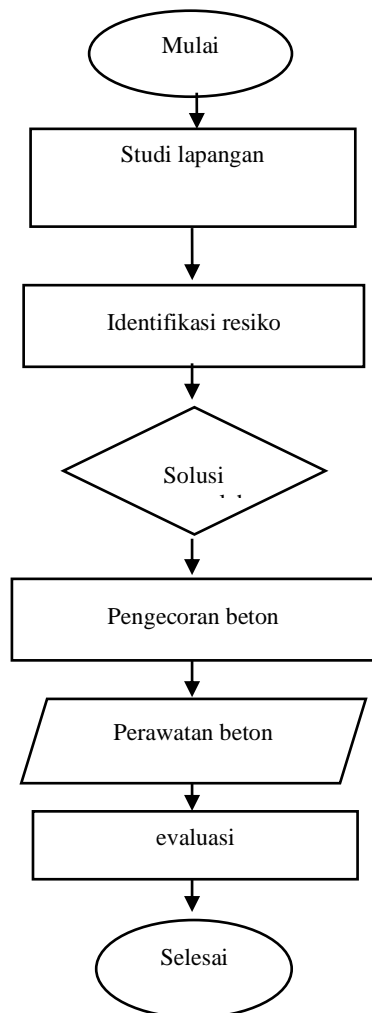 Mulai
Studi lapangan
Identifikasi resiko
Solusi
Pengecoran beton
Perawatan beton
evaluasi
Selesai